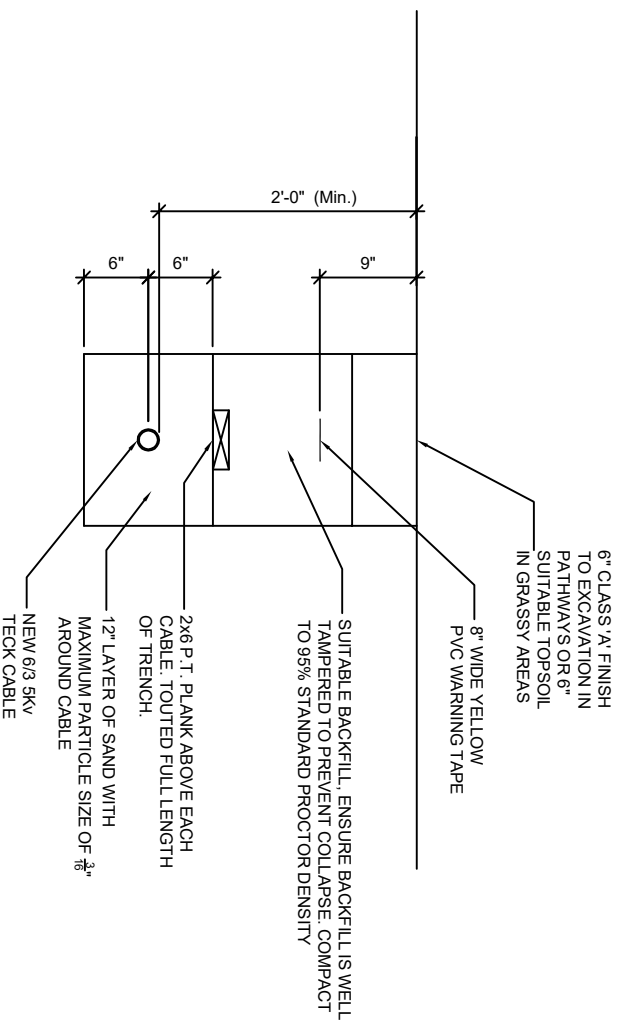 2'-0" (Min.)
6"
6"
9"
6" CLASS 'A' FINISH
TO EXCAVATION IN
PATHWAYS OR 6"
SUITABLE TOPSOIL
IN GRASSY AREAS
8" WIDE YELLOW
PVC WARNING TAPE
SUITABLE BACKFILL, ENSURE BACKFILL IS WELL
TAMPERED TO PREVENT COLLAPSE. COMPACT
TO 95% STANDARD PROCTOR DENSITY
2x6 P.T. PLANK ABOVE EACH
CABLE. TOUTED FULL LENGTH
OF TRENCH.
12" LAYER OF SAND WITH
MAXIMUM PARTICLE SIZE OF 3/16"
AROUND CABLE
NEW 6/3 5Kv
TECK CABLE